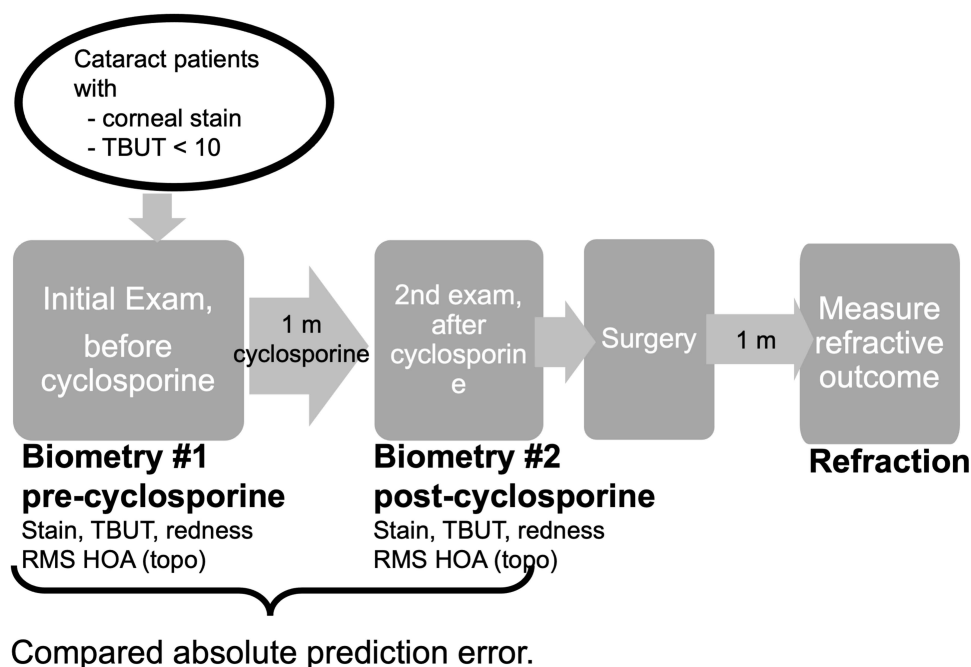 Cataract patients
with
- corneal stain
- TBUT < 10
Initial Exam,
before
cyclosporine
1 m
cyclosporine
2nd exam,
after
cyclosporin
e
Surgery
1 m
Measure
refractive
outcome
Biometry #1
pre-cyclosporine
Stain, TBUT, redness
RMS HOA (topo)
Biometry #2
post-cyclosporine
Stain, TBUT, redness
RMS HOA (topo)
Refraction
Compared absolute prediction error.